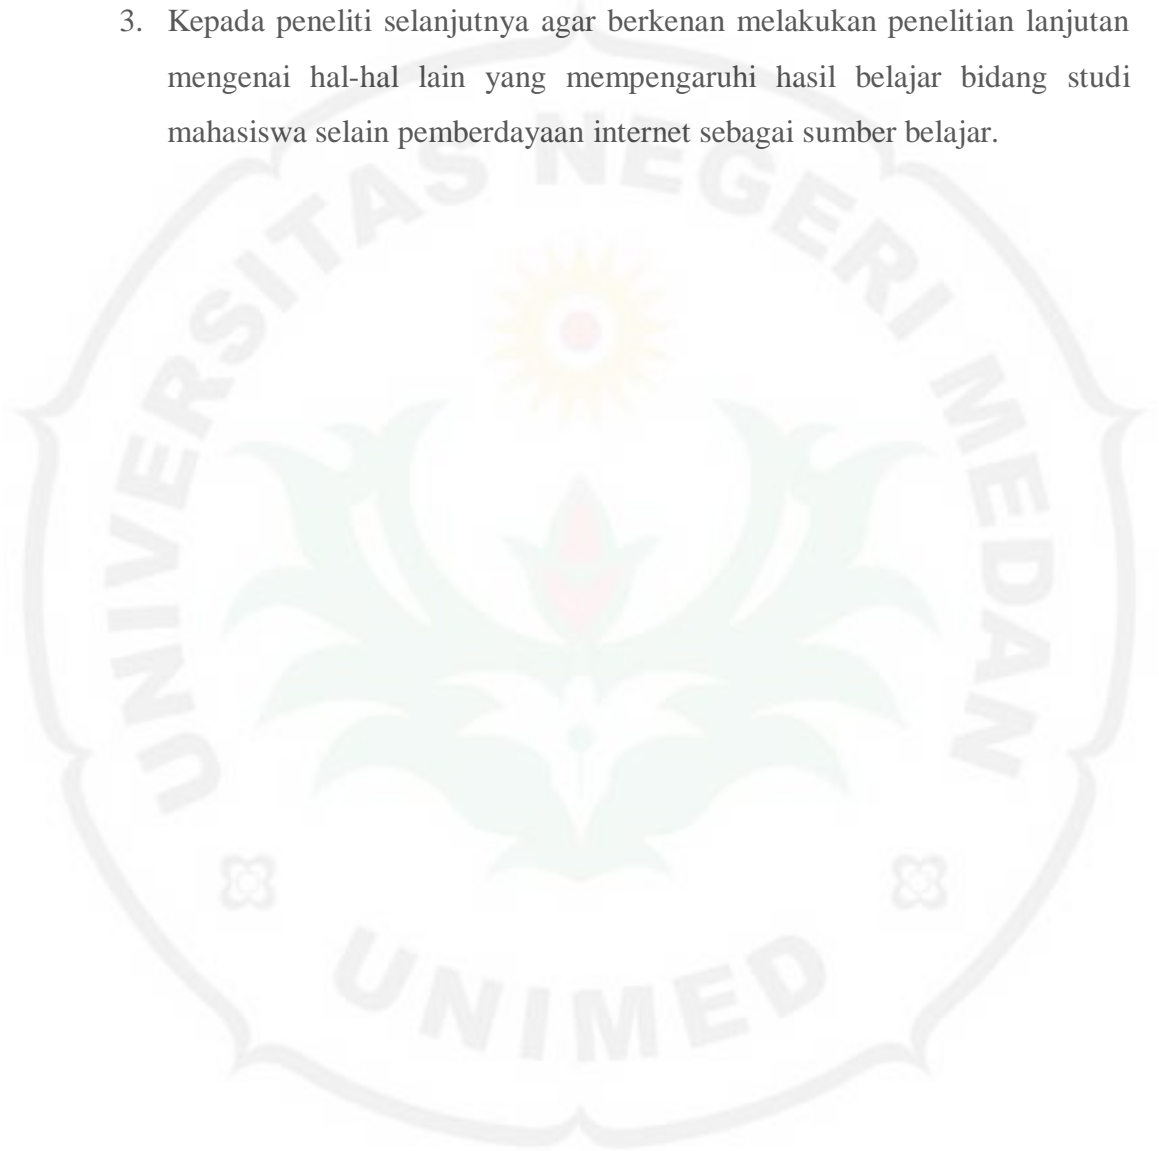 3. Kepada peneliti selanjutnya agar berkenan melakukan penelitian lanjutan
mengenai hal-hal lain yang mempengaruhi hasil belajar bidang studi
mahasiswa selain pemberdayaan internet sebagai sumber belajar.
UNIVERSITAS NEGERI MEDAN
UNIMED